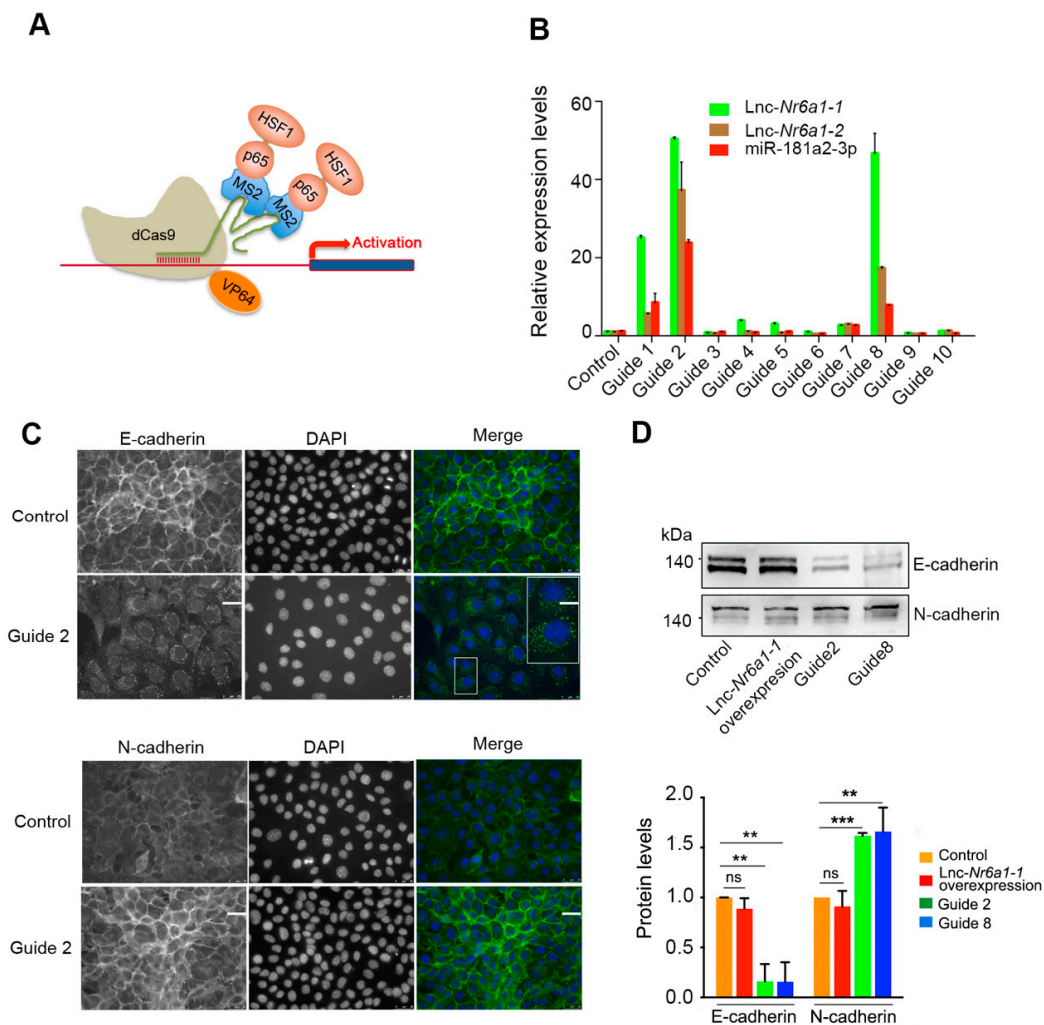 A
HSF1
HSF1
p65
p65
MS2
MS2
dCas9
Activation
VP64
B
Relative expression levels
60
40
20
0
Lnc-Nr6a1-1
Lnc-Nr6a1-2
miR-181a2-3p
Control
Guide 1
Guide 2
Guide 3
Guide 4
Guide 5
Guide 6
Guide 7
Guide 8
Guide 9
Guide 10
C
E-cadherin DAPI Merge
Control
Guide 2
N-cadherin DAPI Merge
Control
Guide 2
D
kDa
140
E-cadherin
140
N-cadherin
Control
Lnc-Nr6a1-1
overexpresion
Guide2
Guide8
Protein levels
2.0
1.5
1.0
0.5
0.0
**
**
ns
**
***
ns
E-cadherin N-cadherin
Control
Lnc-Nr6a1-1
overexpression
Guide 2
Guide 8